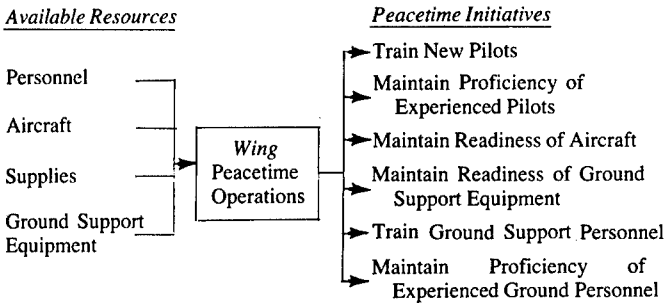 Available Resources
Personnel
Aircraft
Supplies
Ground Support
Equipment
Wing
Peacetime
Operations
Peacetime Initiatives
Train New Pilots
Maintain Proficiency of
Experienced Pilots
Maintain Readiness of Aircraft
Maintain Readiness of Ground
Support Equipment
Train Ground Support Personnel
Maintain Proficiency of
Experienced Ground Personnel